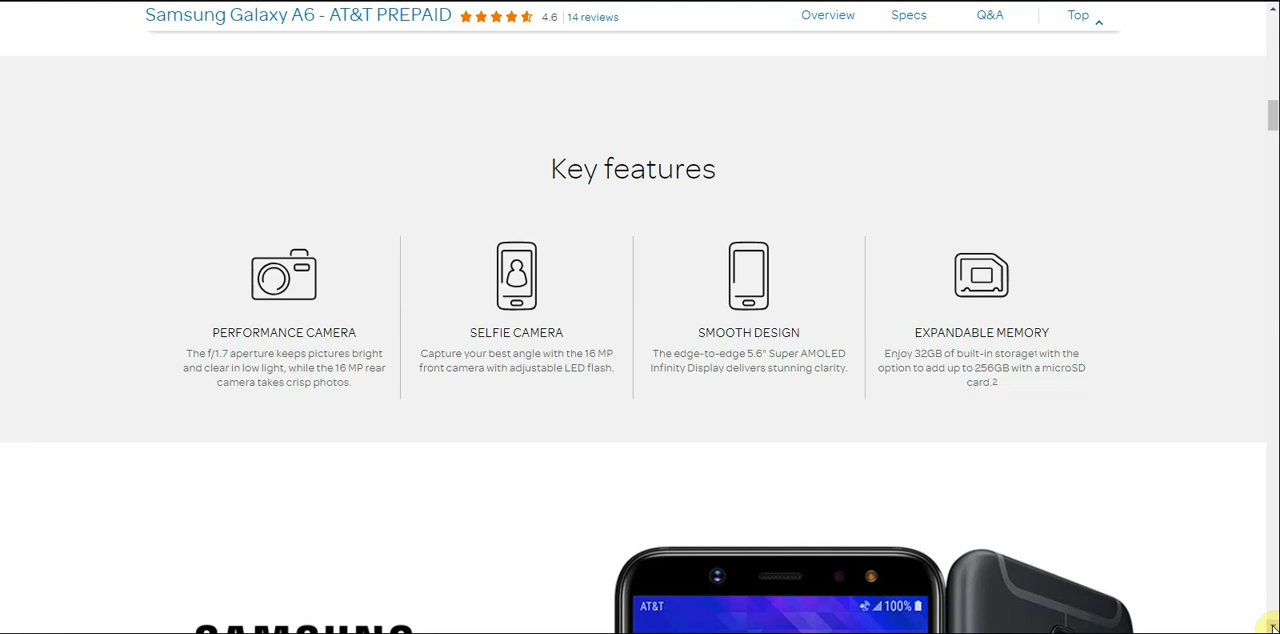 Samsung Galaxy A6 - AT&T PREPAID 4.6 14 reviews Overview Specs Q&A Top
Key features
PERFORMANCE CAMERA
The f/1.7 aperture keeps pictures bright
and clear in low light, while the 16 MP rear
camera takes crisp photos.
SELFIE CAMERA
Capture your best angle with the 16 MP
front camera with adjustable LED flash.
SMOOTH DESIGN
The edge-to-edge 5.6" Super AMOLED
Infinity Display delivers stunning clarity.
EXPANDABLE MEMORY
Enjoy 32GB of built-in storage1 with the
option to add up to 256GB with a microSD
card.2
AT&T 100%
SAMSUNG